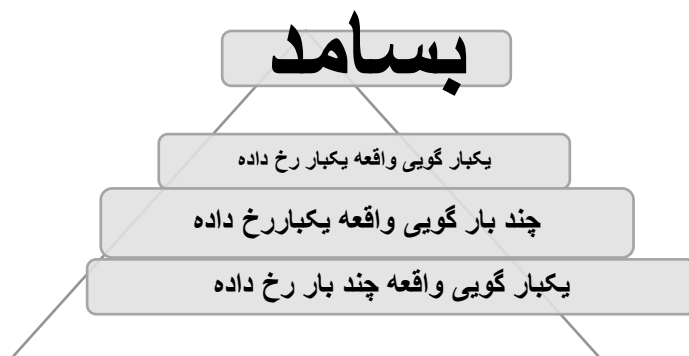 بسامد
یکبار گویی واقعه یکبار رخ داده
چند بار گویی واقعه یکباررخ داده
یکبار گویی واقعه چند بار رخ داده